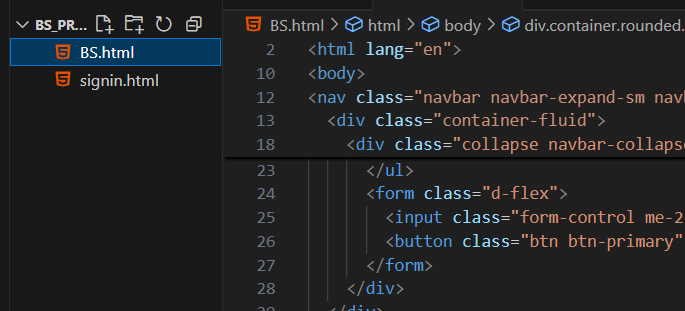 BS_PR...
BS.html
signin.html
BS.html > html > body > div.container.rounded.
2 <html lang="en">
10 <body>
12 <nav class="navbar navbar-expand-sm nav
13 <div class="container-fluid">
18 <div class="collapse navbar-collapse
23 </ul>
24 <form class="d-flex">
25 <input class="form-control me-2
26 <button class="btn btn-primary"
27 </form>
28 </div>